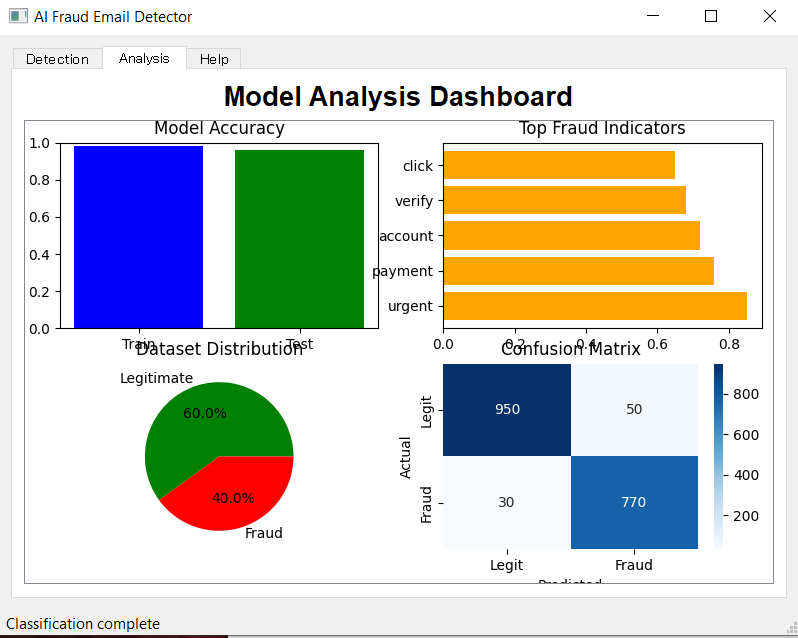 AI Fraud Email Detector
Detection Analysis Help
Model Analysis Dashboard
Model Accuracy
1.0
0.8
0.6
0.4
0.2
0.0
Train Test
Top Fraud Indicators
click
verify
account
payment
urgent
0.0 0.2 0.4 0.6 0.8
Dataset Distribution
Legitimate
60.0%
40.0%
Fraud
Confusion Matrix
Actual
Legit 950 50
Fraud 30 770
Legit Fraud
Predicted
800
600
400
200
Classification complete